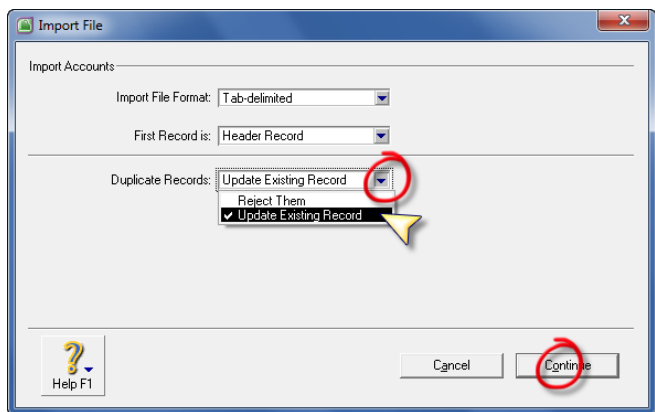 Import File
Import Accounts
Import File Format: Tab-delimited
First Record is: Header Record
Duplicate Records: Update Existing Record
Reject Them
✔ Update Existing Record
Help F1
Cancel
Continue